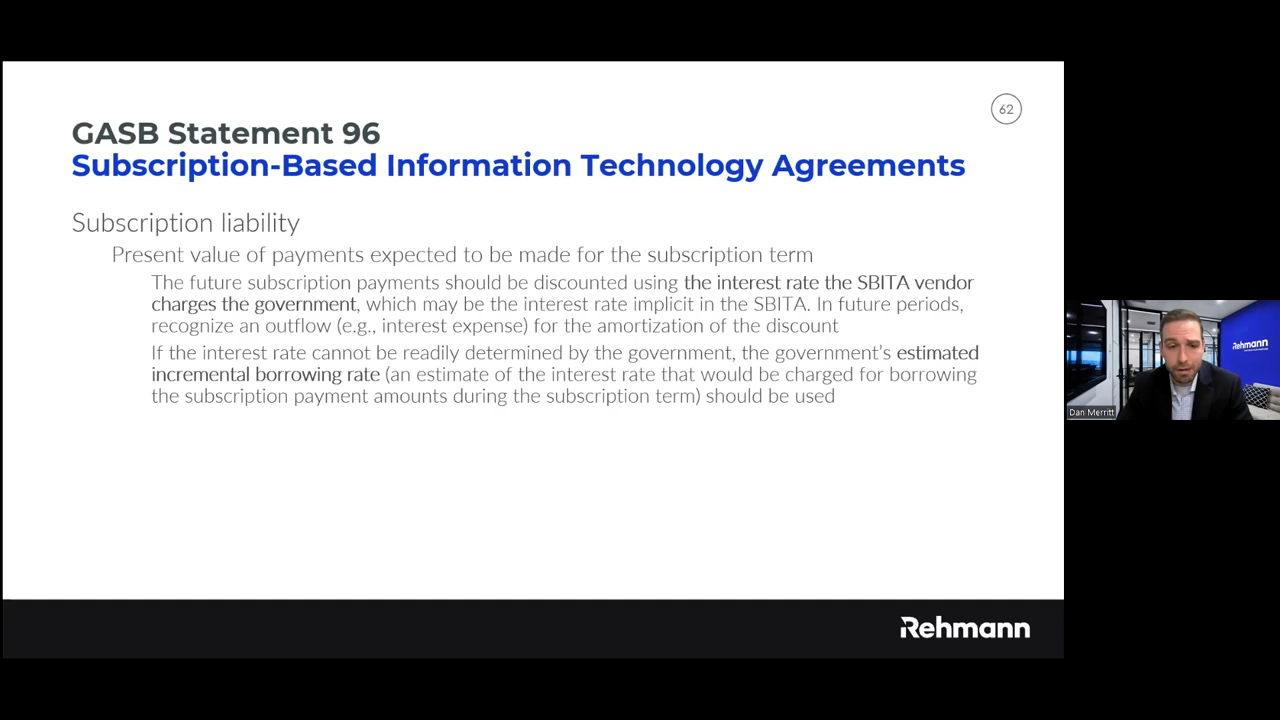 62
GASB Statement 96
Subscription-Based Information Technology Agreements
Subscription liability
Present value of payments expected to be made for the subscription term
The future subscription payments should be discounted using the interest rate the SBITA vendor
charges the government, which may be the interest rate implicit in the SBITA. In future periods,
recognize an outflow (e.g., interest expense) for the amortization of the discount
If the interest rate cannot be readily determined by the government, the government's estimated
incremental borrowing rate (an estimate of the interest rate that would be charged for borrowing
the subscription payment amounts during the subscription term) should be used
Rehmann
Rehmann
Dan Merritt